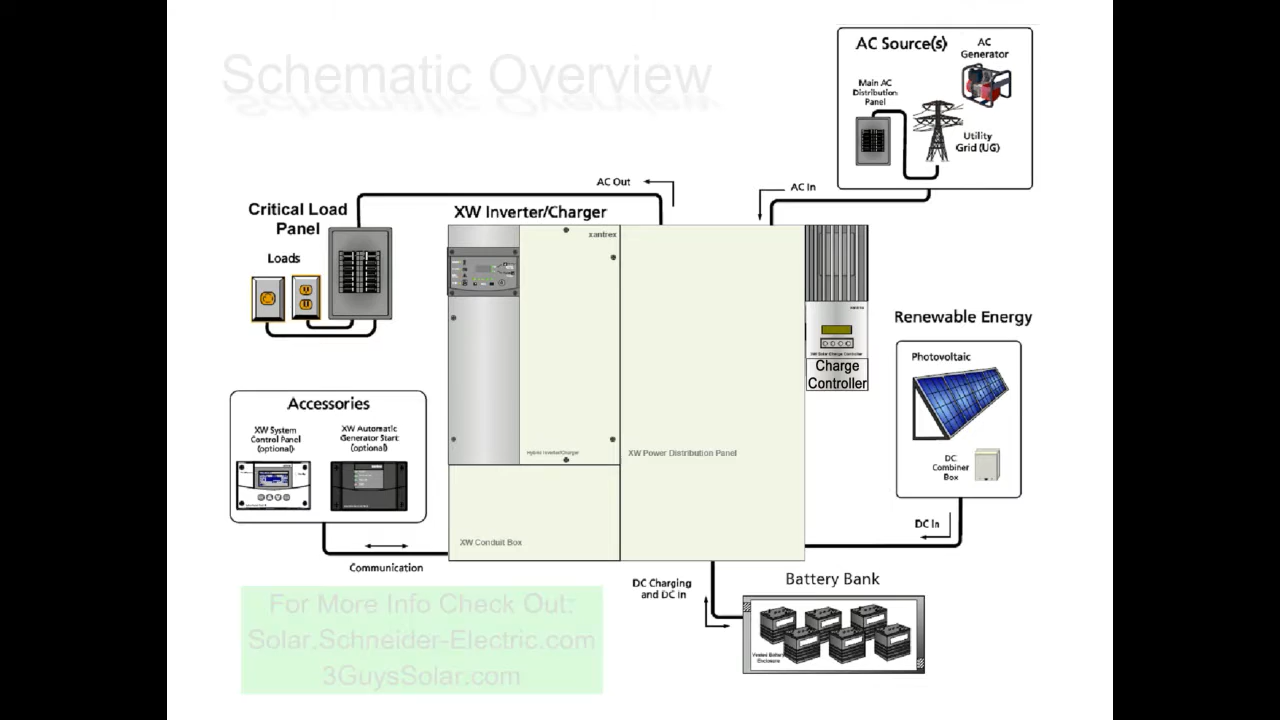 Schematic Overview
AC Source(s)
AC
Generator
Main AC
Distribution
Panel
Utility
Grid (UG)
AC Out
AC In
Critical Load
Panel
Loads
XW Inverter/Charger
xantrex
Hybrid Inverter/Charger
XW Power Distribution Panel
XW Conduit Box
Charge
Controller
Renewable Energy
Photovoltaic
DC
Combiner
Box
DC In
Accessories
XW System
Control Panel
(optional)
XW Automatic
Generator Start
(optional)
Communication
DC Charging
and DC In
Battery Bank
Vented Battery
Enclosure
For More Info Check Out:
Solar.Schneider-Electric.com
3GuysSolar.com